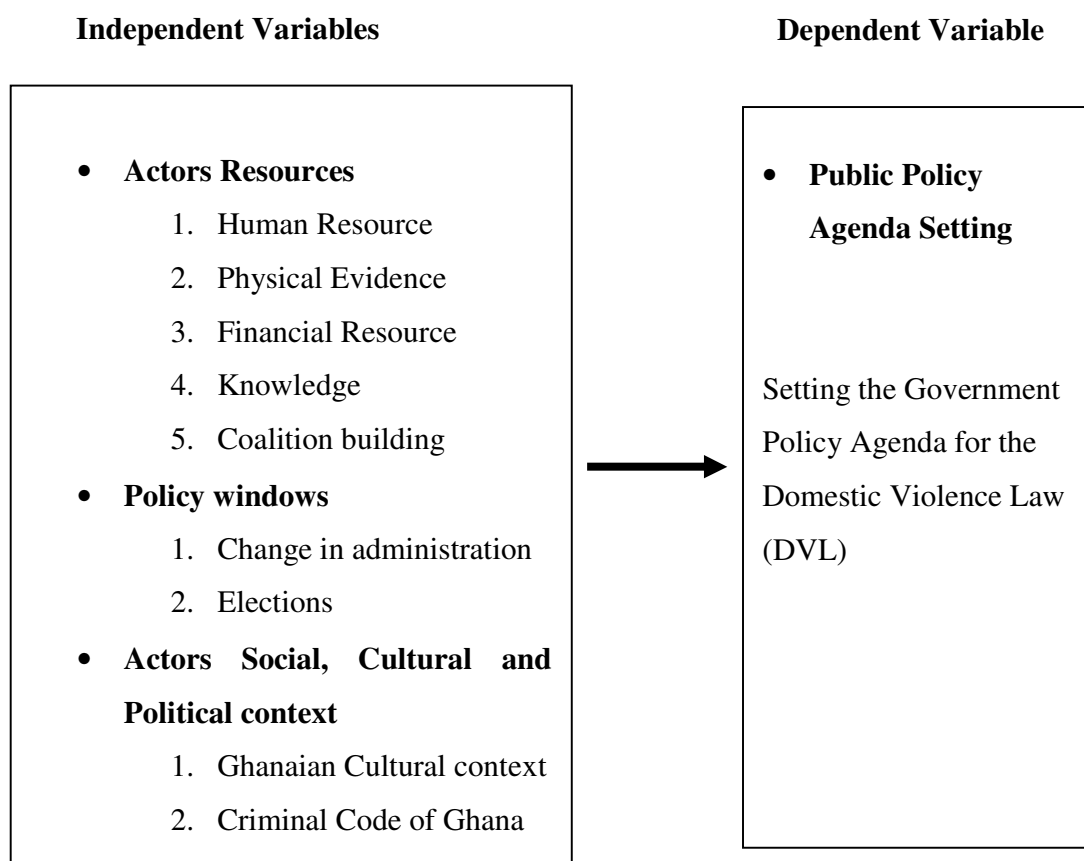 Independent Variables
• Actors Resources
1. Human Resource
2. Physical Evidence
3. Financial Resource
4. Knowledge
5. Coalition building
• Policy windows
1. Change in administration
2. Elections
• Actors Social, Cultural and
Political context
1. Ghanaian Cultural context
2. Criminal Code of Ghana
Dependent Variable
• Public Policy
Agenda Setting
Setting the Government
Policy Agenda for the
Domestic Violence Law
(DVL)